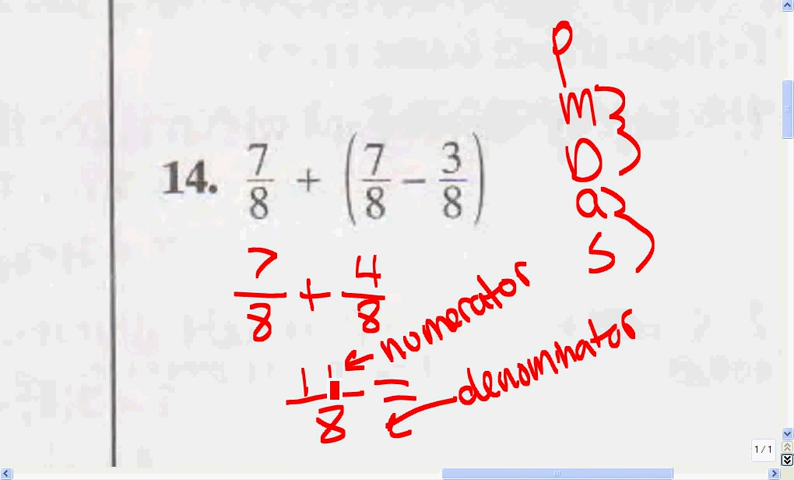 14. 7/8 + (7/8 − 3/8)
7/8 + 4/8
11/8 =
numerator
denominator
P
m
D
a
S
1/1